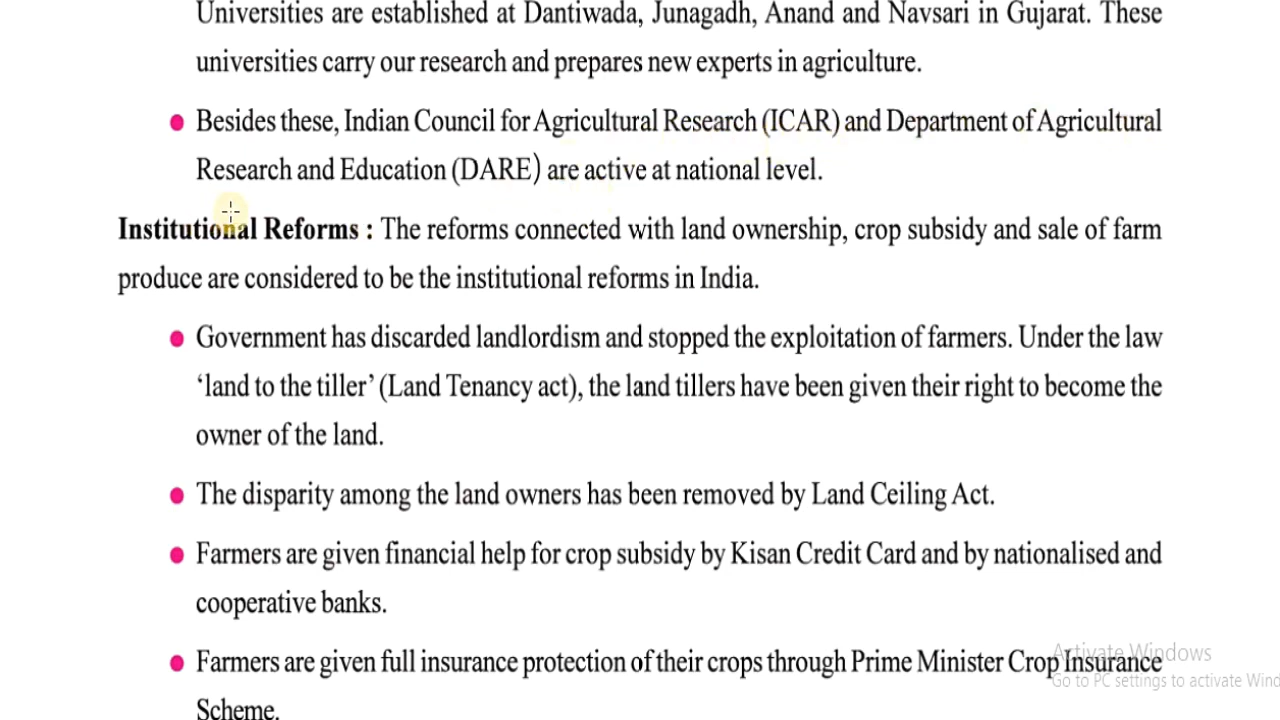 Universities are established at Dantiwada, Junagadh, Anand and Navsari in Gujarat. These
universities carry our research and prepares new experts in agriculture.
Besides these, Indian Council for Agricultural Research (ICAR) and Department of Agricultural
Research and Education (DARE) are active at national level.
Institutional Reforms : The reforms connected with land ownership, crop subsidy and sale of farm
produce are considered to be the institutional reforms in India.
Government has discarded landlordism and stopped the exploitation of farmers. Under the law
‘land to the tiller’ (Land Tenancy act), the land tillers have been given their right to become the
owner of the land.
The disparity among the land owners has been removed by Land Ceiling Act.
Farmers are given financial help for crop subsidy by Kisan Credit Card and by nationalised and
cooperative banks.
Farmers are given full insurance protection of their crops through Prime Minister Crop Insurance
Scheme.
Activate Windows
Go to PC settings to activate Wind